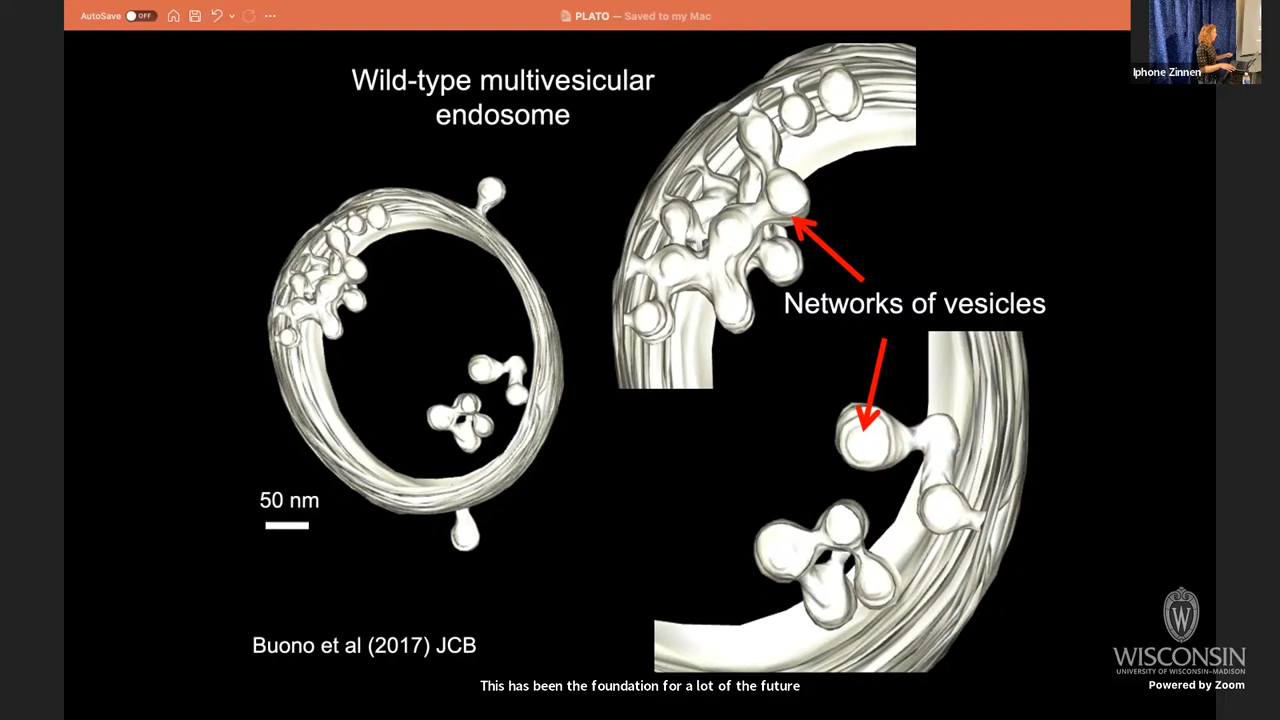 AutoSave OFF
PLATO — Saved to my Mac
Iphone Zinnen
Wild-type multivesicular
endosome
Networks of vesicles
50 nm
Buono et al (2017) JCB
W
WISCONSIN
UNIVERSITY OF WISCONSIN–MADISON
Powered by Zoom
This has been the foundation for a lot of the future